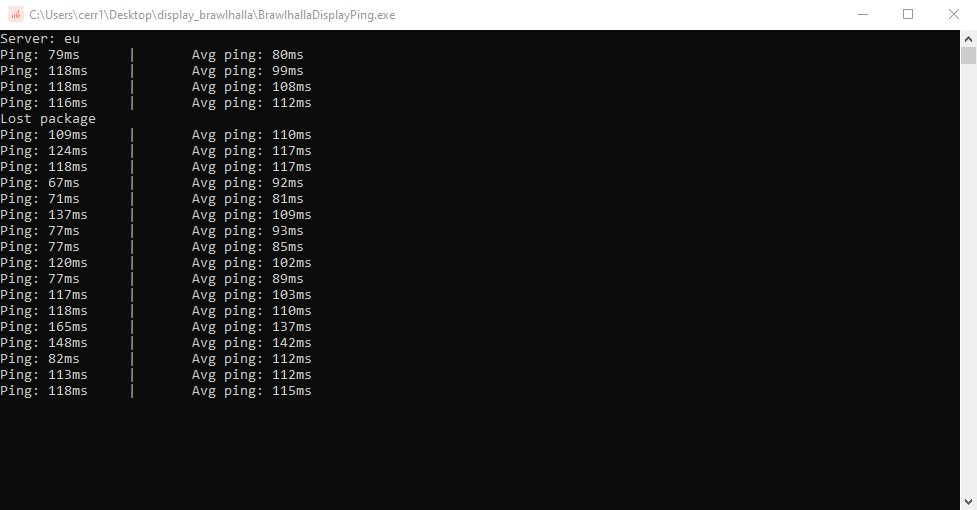 C:\Users\cerr1\Desktop\display_brawlhalla\BrawlhallaDisplayPing.exe
Server: eu
Ping: 79ms | Avg ping: 80ms
Ping: 118ms | Avg ping: 99ms
Ping: 118ms | Avg ping: 108ms
Ping: 116ms | Avg ping: 112ms
Lost package
Ping: 109ms | Avg ping: 110ms
Ping: 124ms | Avg ping: 117ms
Ping: 118ms | Avg ping: 117ms
Ping: 67ms | Avg ping: 92ms
Ping: 71ms | Avg ping: 81ms
Ping: 137ms | Avg ping: 109ms
Ping: 77ms | Avg ping: 93ms
Ping: 77ms | Avg ping: 85ms
Ping: 120ms | Avg ping: 102ms
Ping: 77ms | Avg ping: 89ms
Ping: 117ms | Avg ping: 103ms
Ping: 118ms | Avg ping: 110ms
Ping: 165ms | Avg ping: 137ms
Ping: 148ms | Avg ping: 142ms
Ping: 82ms | Avg ping: 112ms
Ping: 113ms | Avg ping: 112ms
Ping: 118ms | Avg ping: 115ms